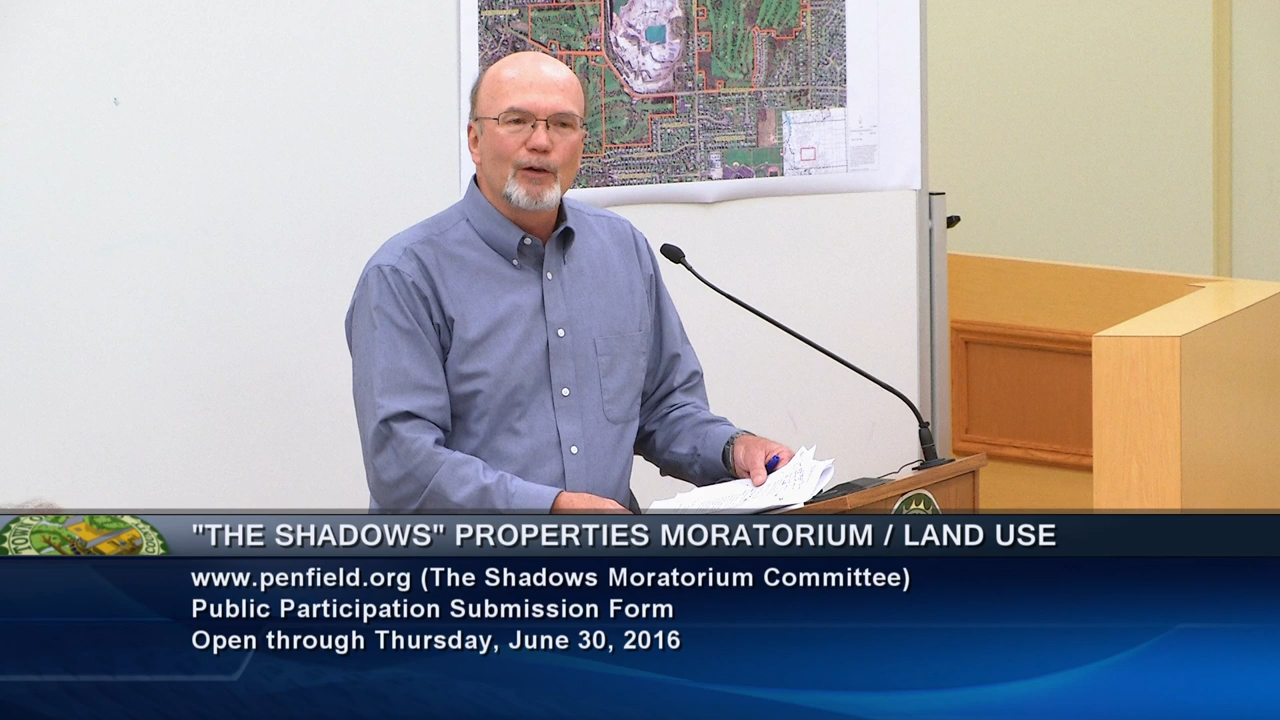 "THE SHADOWS" PROPERTIES MORATORIUM / LAND USE
www.penfield.org (The Shadows Moratorium Committee)
Public Participation Submission Form
Open through Thursday, June 30, 2016